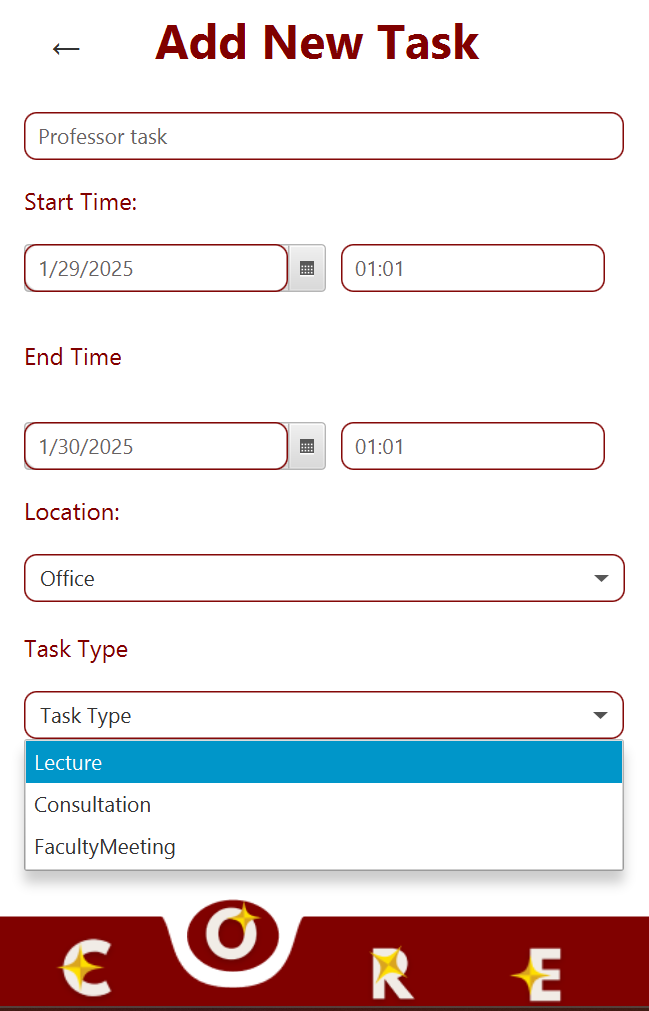 ← Add New Task
Professor task
Start Time:
1/29/2025 01:01
End Time
1/30/2025 01:01
Location:
Office
Task Type
Task Type
Lecture
Consultation
FacultyMeeting
C O R E